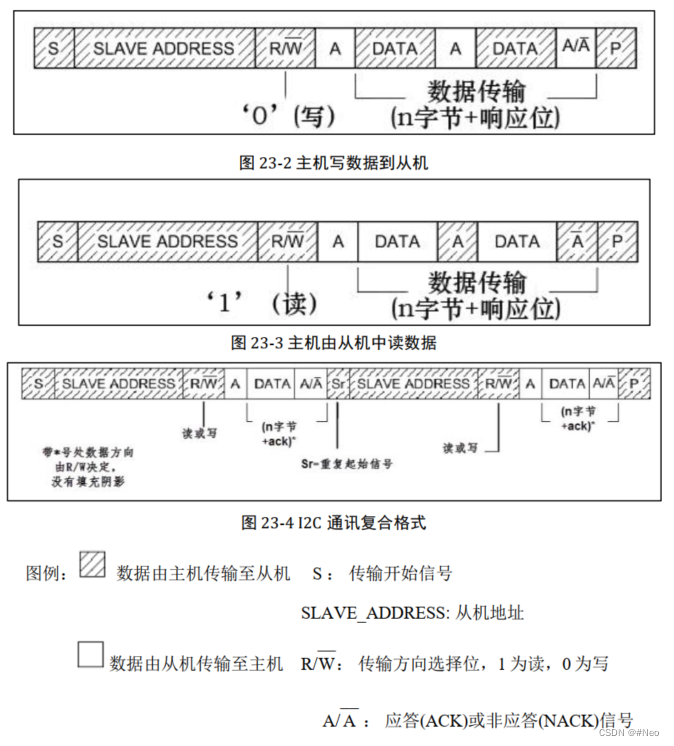 S SLAVE ADDRESS R/W̅ A DATA A DATA A/A̅ P
‘0’(写) 数据传输
(n字节+响应位)
图 23-2 主机写数据到从机
S SLAVE ADDRESS R/W̅ A DATA A DATA A̅ P
‘1’ (读) 数据传输
(n字节+响应位)
图 23-3 主机由从机中读数据
S SLAVE ADDRESS R/W̅ A DATA A/A̅ Sr SLAVE ADDRESS R/W̅ A DATA A/A̅ P
读或写 (n字节 读或写 (n字节
+ack)* +ack)*
带*号处数据方向 Sr-重复起始信号
由R/W决定,
没有填充阴影
图 23-4 I2C 通讯复合格式
图例: 数据由主机传输至从机 S : 传输开始信号
SLAVE_ADDRESS: 从机地址
数据由从机传输至主机 R/W̅: 传输方向选择位,1 为读,0 为写
A/A̅ : 应答(ACK)或非应答(NACK)信号
CSDN @#Neo